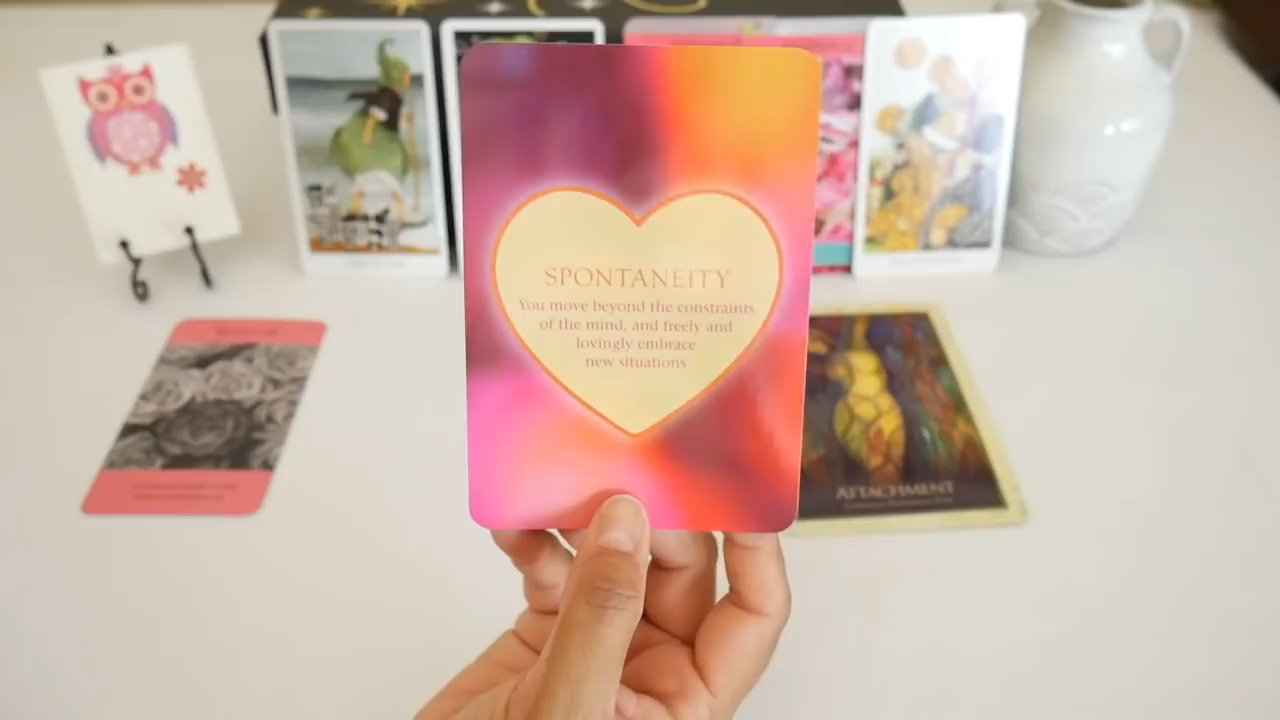 SPONTANEITY
You move beyond the constraints
of the mind, and freely and
lovingly embrace
new situations
ATTACHMENT